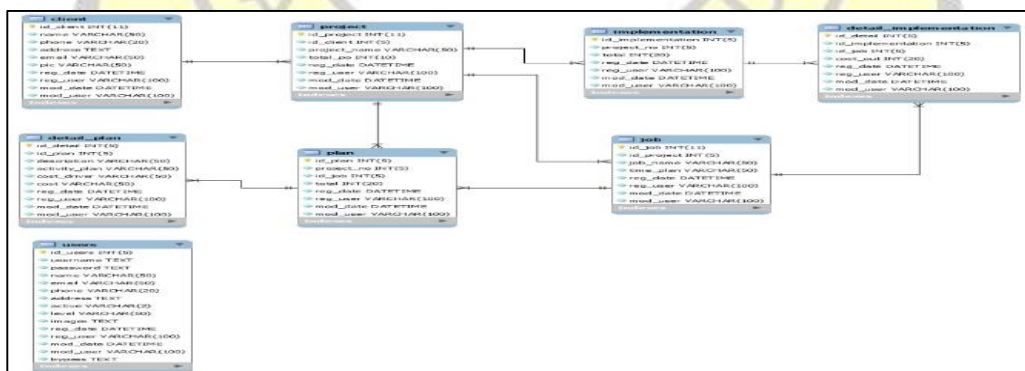 client
id_client INT(11)
name VARCHAR(50)
phone VARCHAR(20)
address TEXT
email VARCHAR(50)
pic VARCHAR(50)
reg_date DATETIME
reg_user VARCHAR(100)
mod_date DATETIME
mod_user VARCHAR(100)
Indexes
project
id_project INT(11)
id_client INT(5)
project_name VARCHAR(50)
total_po INT(10)
reg_date DATETIME
reg_user VARCHAR(100)
mod_date DATETIME
mod_user VARCHAR(100)
Indexes
implementation
id_implementation INT(5)
project_no INT(5)
total INT(20)
reg_date DATETIME
reg_user VARCHAR(100)
mod_date DATETIME
mod_user VARCHAR(100)
Indexes
detail_implementation
id_detail INT(5)
id_implementation INT(5)
id_job INT(5)
cost_out INT(20)
reg_date DATETIME
reg_user VARCHAR(100)
mod_date DATETIME
mod_user VARCHAR(100)
Indexes
detail_plan
id_detail INT(5)
id_plan INT(5)
description VARCHAR(50)
activity_plan VARCHAR(50)
cost_driver VARCHAR(50)
cost VARCHAR(50)
reg_date DATETIME
reg_user VARCHAR(100)
mod_date DATETIME
mod_user VARCHAR(100)
Indexes
plan
id_plan INT(5)
project_no INT(5)
id_job INT(5)
total INT(20)
reg_date DATETIME
reg_user VARCHAR(100)
mod_date DATETIME
mod_user VARCHAR(100)
Indexes
job
id_job INT(11)
id_project INT(5)
job_name VARCHAR(50)
time_plan VARCHAR(50)
reg_date DATETIME
reg_user VARCHAR(100)
mod_date DATETIME
mod_user VARCHAR(100)
Indexes
users
id_users INT(5)
username TEXT
password TEXT
name VARCHAR(50)
email VARCHAR(50)
phone VARCHAR(20)
address TEXT
active VARCHAR(2)
level VARCHAR(50)
images TEXT
reg_date DATETIME
reg_user VARCHAR(100)
mod_date DATETIME
mod_user VARCHAR(100)
bypass TEXT
Indexes